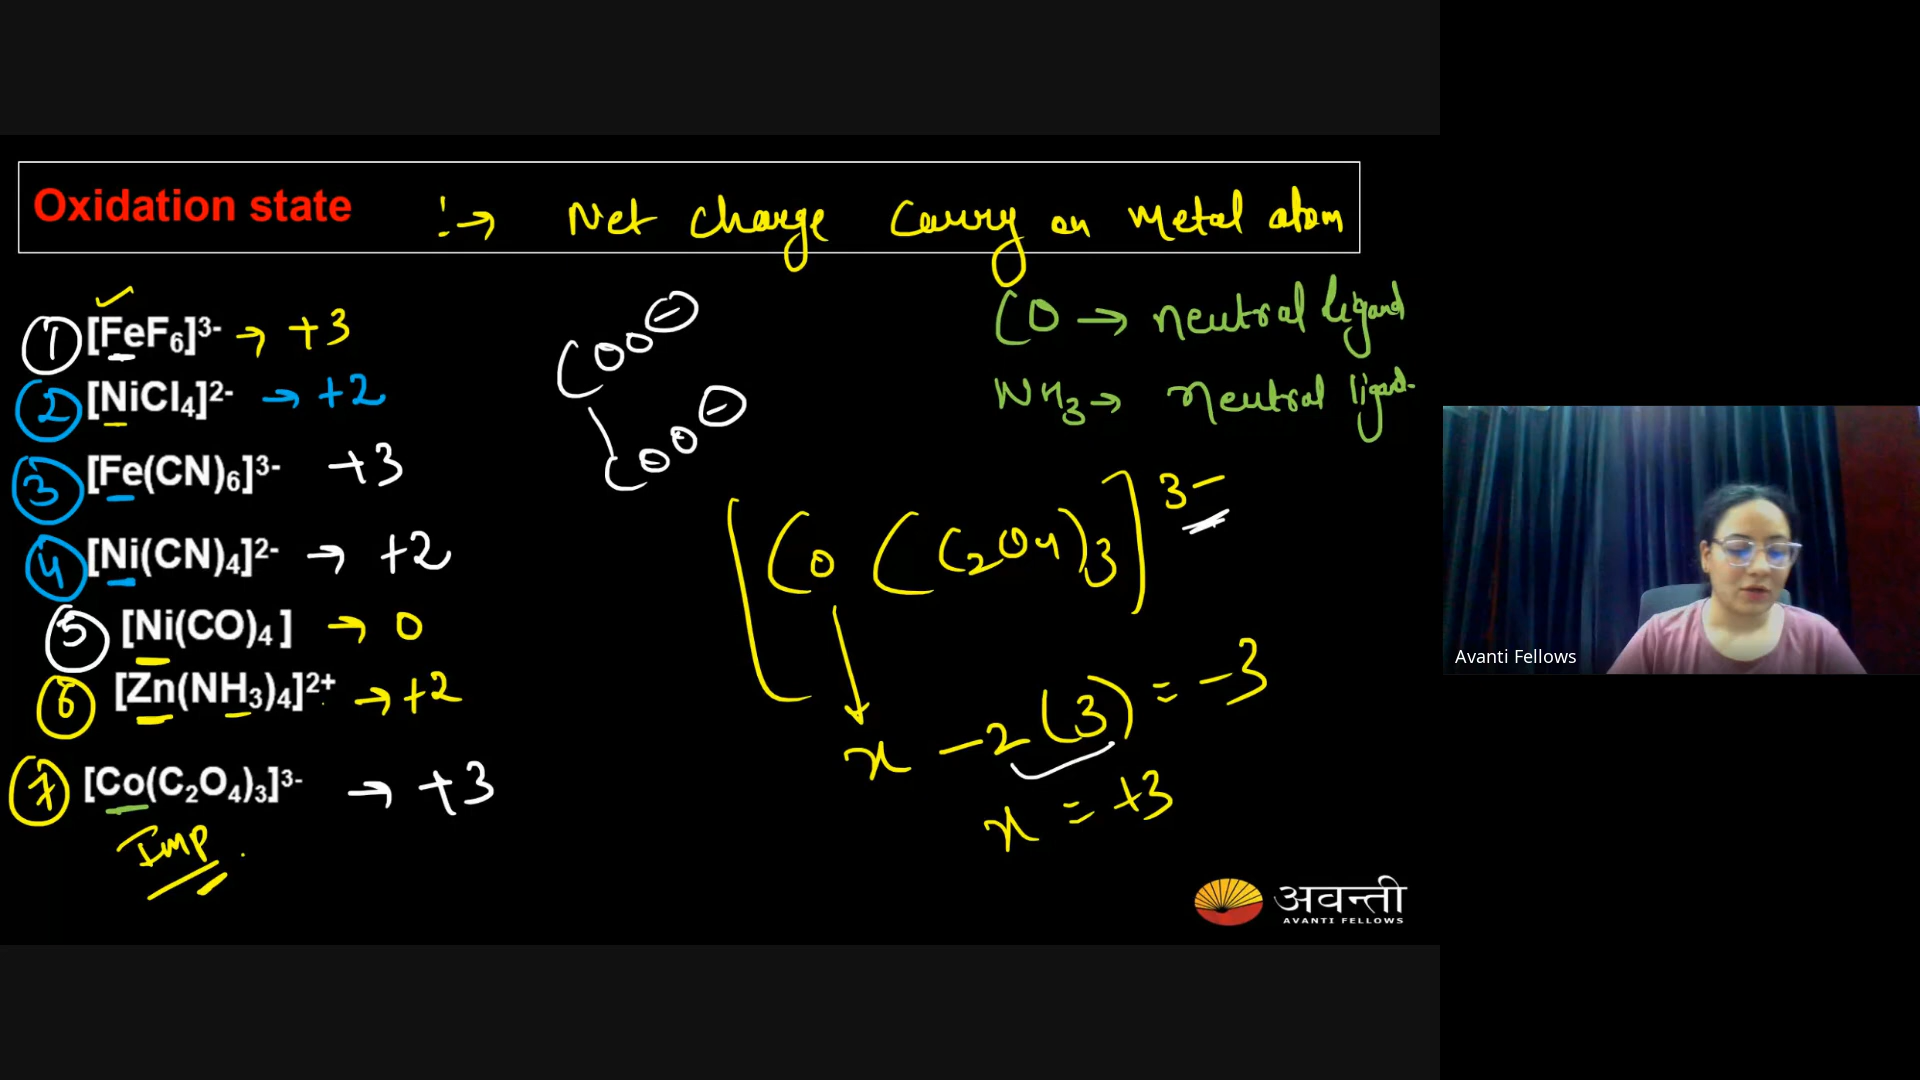 Oxidation state :→ Net charge carry on metal atom
① [FeF₆]³⁻ → +3
② [NiCl₄]²⁻ → +2
③ [Fe(CN)₆]³⁻ +3
④ [Ni(CN)₄]²⁻ → +2
⑤ [Ni(CO)₄] → 0
⑥ [Zn(NH₃)₄]²⁺ → +2
⑦ [Co(C₂O₄)₃]³⁻ → +3
Imp
COO⊖
COO⊖
CO → neutral ligand
NH₃ → neutral ligand
[Co(C₂O₄)₃]³⁻
x -2(3) = -3
x = +3
Avanti Fellows
अवन्ती
AVANTI FELLOWS